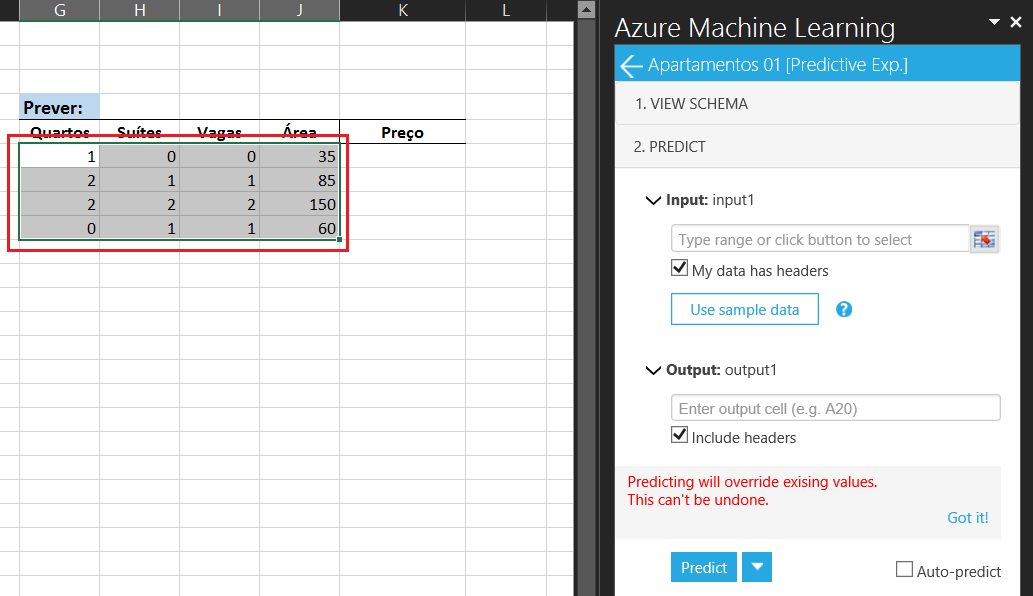 G H I J K L
Prever:
Quartos Suítes Vagas Área Preço
1 0 0 35
2 1 1 85
2 2 2 150
0 1 1 60
Azure Machine Learning
Apartamentos 01 [Predictive Exp.]
1. VIEW SCHEMA
2. PREDICT
Input: input1
Type range or click button to select
My data has headers
Use sample data ?
Output: output1
Enter output cell (e.g. A20)
Include headers
Predicting will override exising values.
This can't be undone.
Got it!
Predict Auto-predict